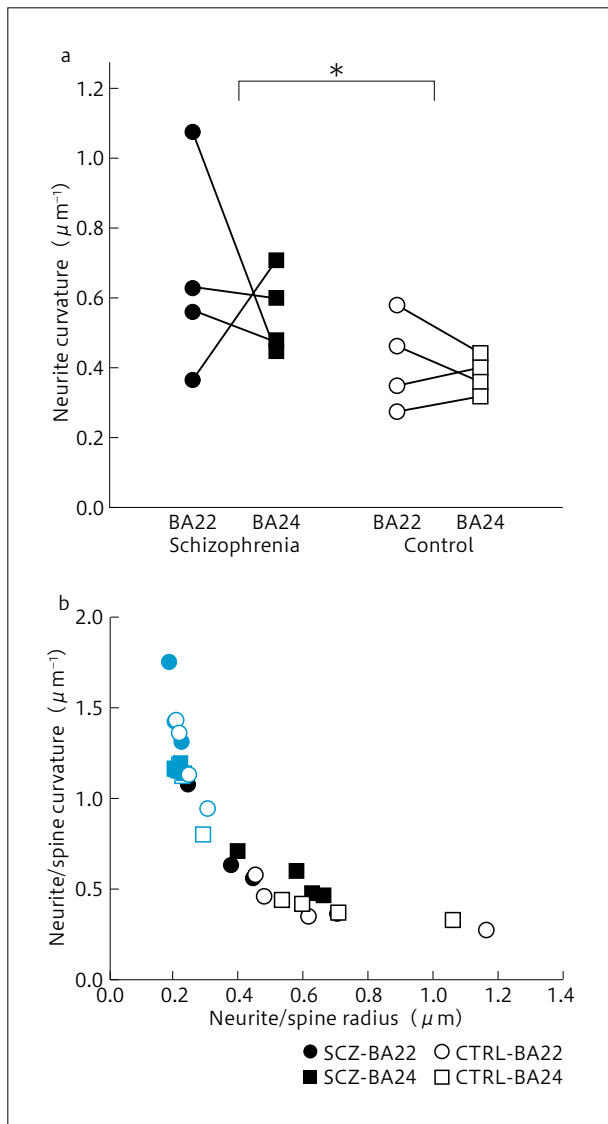 a
*
1.2
1.0
0.8
0.6
0.4
0.2
0.0
Neurite curvature (μm⁻¹)
BA22 BA24 BA22 BA24
Schizophrenia Control
b
2.0
1.5
1.0
0.5
0.0
Neurite/spine curvature (μm⁻¹)
0.0 0.2 0.4 0.6 0.8 1.0 1.2 1.4
Neurite/spine radius (μm)
SCZ-BA22 CTRL-BA22
SCZ-BA24 CTRL-BA24